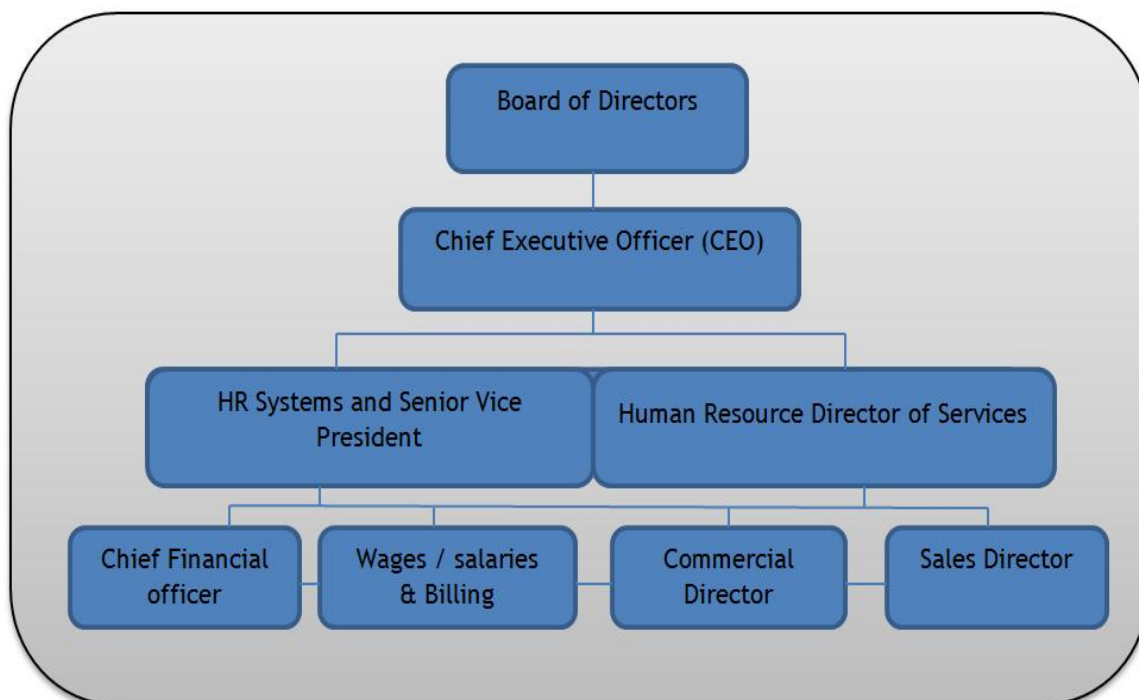 Board of Directors
Chief Executive Officer (CEO)
HR Systems and Senior Vice
President
Human Resource Director of Services
Chief Financial
officer
Wages / salaries
& Billing
Commercial
Director
Sales Director